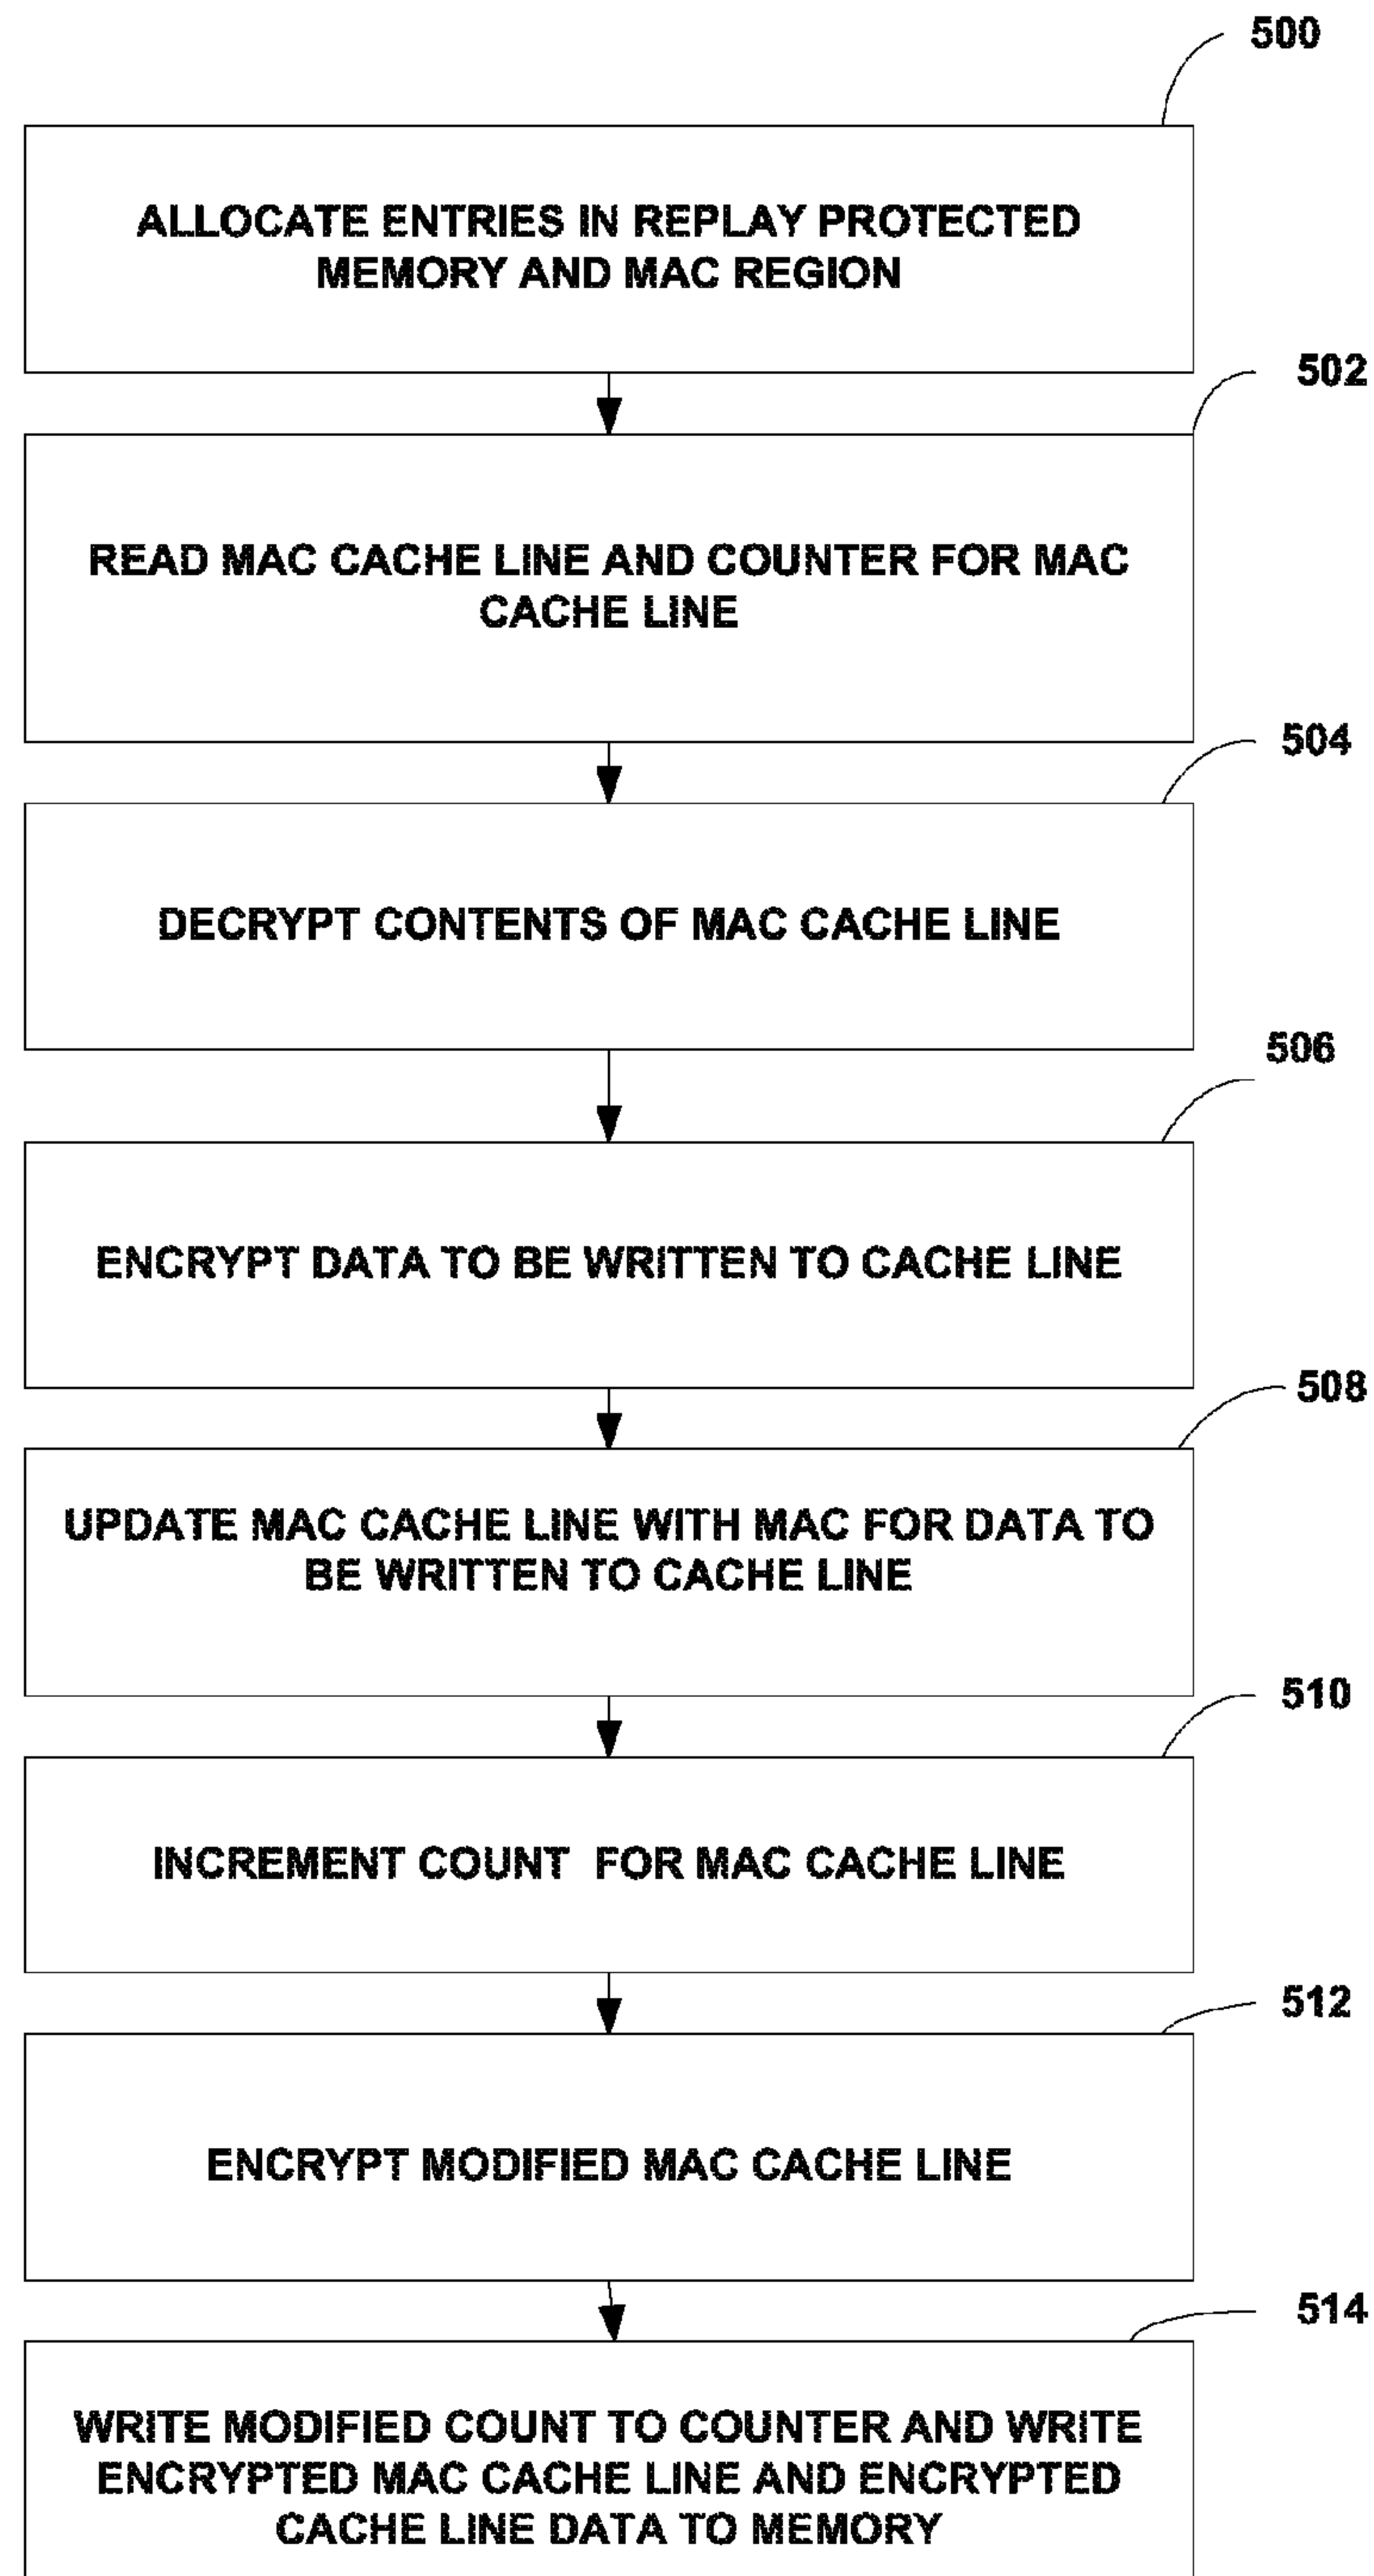 500
ALLOCATE ENTRIES IN REPLAY PROTECTED
MEMORY AND MAC REGION
502
READ MAC CACHE LINE AND COUNTER FOR MAC
CACHE LINE
504
DECRYPT CONTENTS OF MAC CACHE LINE
506
ENCRYPT DATA TO BE WRITTEN TO CACHE LINE
508
UPDATE MAC CACHE LINE WITH MAC FOR DATA TO
BE WRITTEN TO CACHE LINE
510
INCREMENT COUNT FOR MAC CACHE LINE
512
ENCRYPT MODIFIED MAC CACHE LINE
514
WRITE MODIFIED COUNT TO COUNTER AND WRITE
ENCRYPTED MAC CACHE LINE AND ENCRYPTED
CACHE LINE DATA TO MEMORY